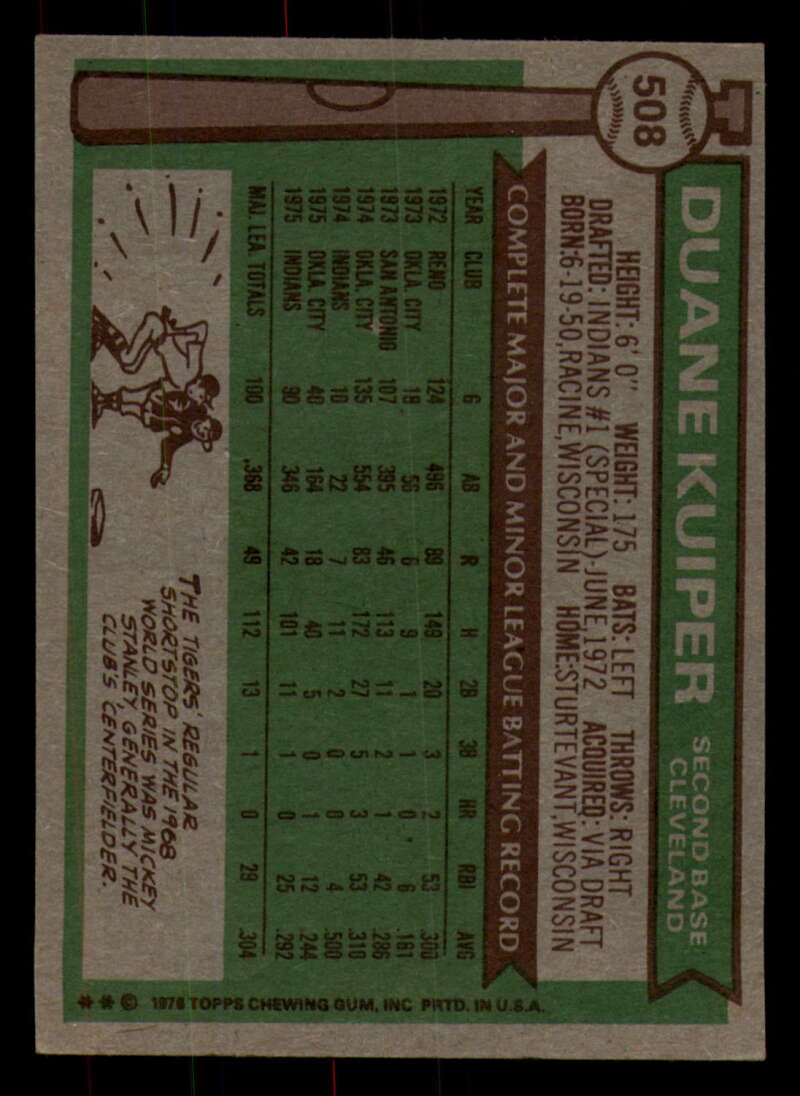 508
DUANE KUIPER
SECOND BASE
CLEVELAND
HEIGHT: 6' 0" WEIGHT: 175 BATS: LEFT THROWS: RIGHT
DRAFTED: INDIANS #1 (SPECIAL)-JUNE, 1972 ACQUIRED: VIA DRAFT
BORN: 6-19-50, RACINE, WISCONSIN HOME: STURTEVANT, WISCONSIN
COMPLETE MAJOR AND MINOR LEAGUE BATTING RECORD
YEAR CLUB G AB R H 2B 3B HR RBI AVG
1972 RENO 124 496 89 149 20 3 2 53 .300
1973 OKLA. CITY 18 56 6 9 1 1 0 6 .161
1973 SAN ANTONIO 107 395 46 113 11 2 1 42 .286
1974 OKLA. CITY 135 554 83 172 27 5 3 53 .310
1974 INDIANS 10 22 7 11 2 0 0 4 .500
1975 OKLA. CITY 40 164 18 40 5 0 1 12 .244
1975 INDIANS 90 346 42 101 11 1 0 25 .292
MAJ. LEA TOTALS 100 .368 49 112 13 1 0 29 .304
THE TIGERS' REGULAR
SHORTSTOP IN THE 1968
WORLD SERIES WAS MICKEY
STANLEY, GENERALLY THE
CLUB'S CENTERFIELDER.
** © 1976 TOPPS CHEWING GUM, INC PRTD. IN U.S.A.